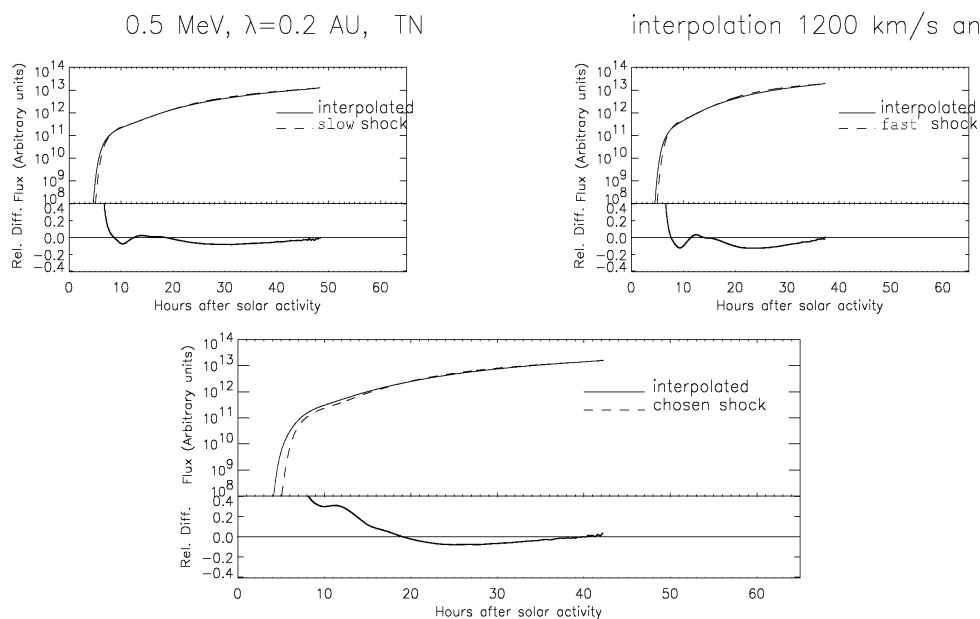 0.5 MeV, λ=0.2 AU, TN
interpolation 1200 km/s an
Flux (Arbitrary units)
10^14
10^13
10^12
10^11
10^10
10^9
10^8
interpolated
slow shock
Rel. Diff.
0.4
0.2
0.0
−0.2
−0.4
0 10 20 30 40 50 60
Hours after solar activity
Flux (Arbitrary units)
10^14
10^13
10^12
10^11
10^10
10^9
10^8
interpolated
fast shock
Rel. Diff.
0.4
0.2
0.0
−0.2
−0.4
0 10 20 30 40 50 60
Hours after solar activity
Flux (Arbitrary units)
10^14
10^13
10^12
10^11
10^10
10^9
10^8
interpolated
chosen shock
Rel. Diff.
0.4
0.2
0.0
−0.2
−0.4
0 10 20 30 40 50 60
Hours after solar activity